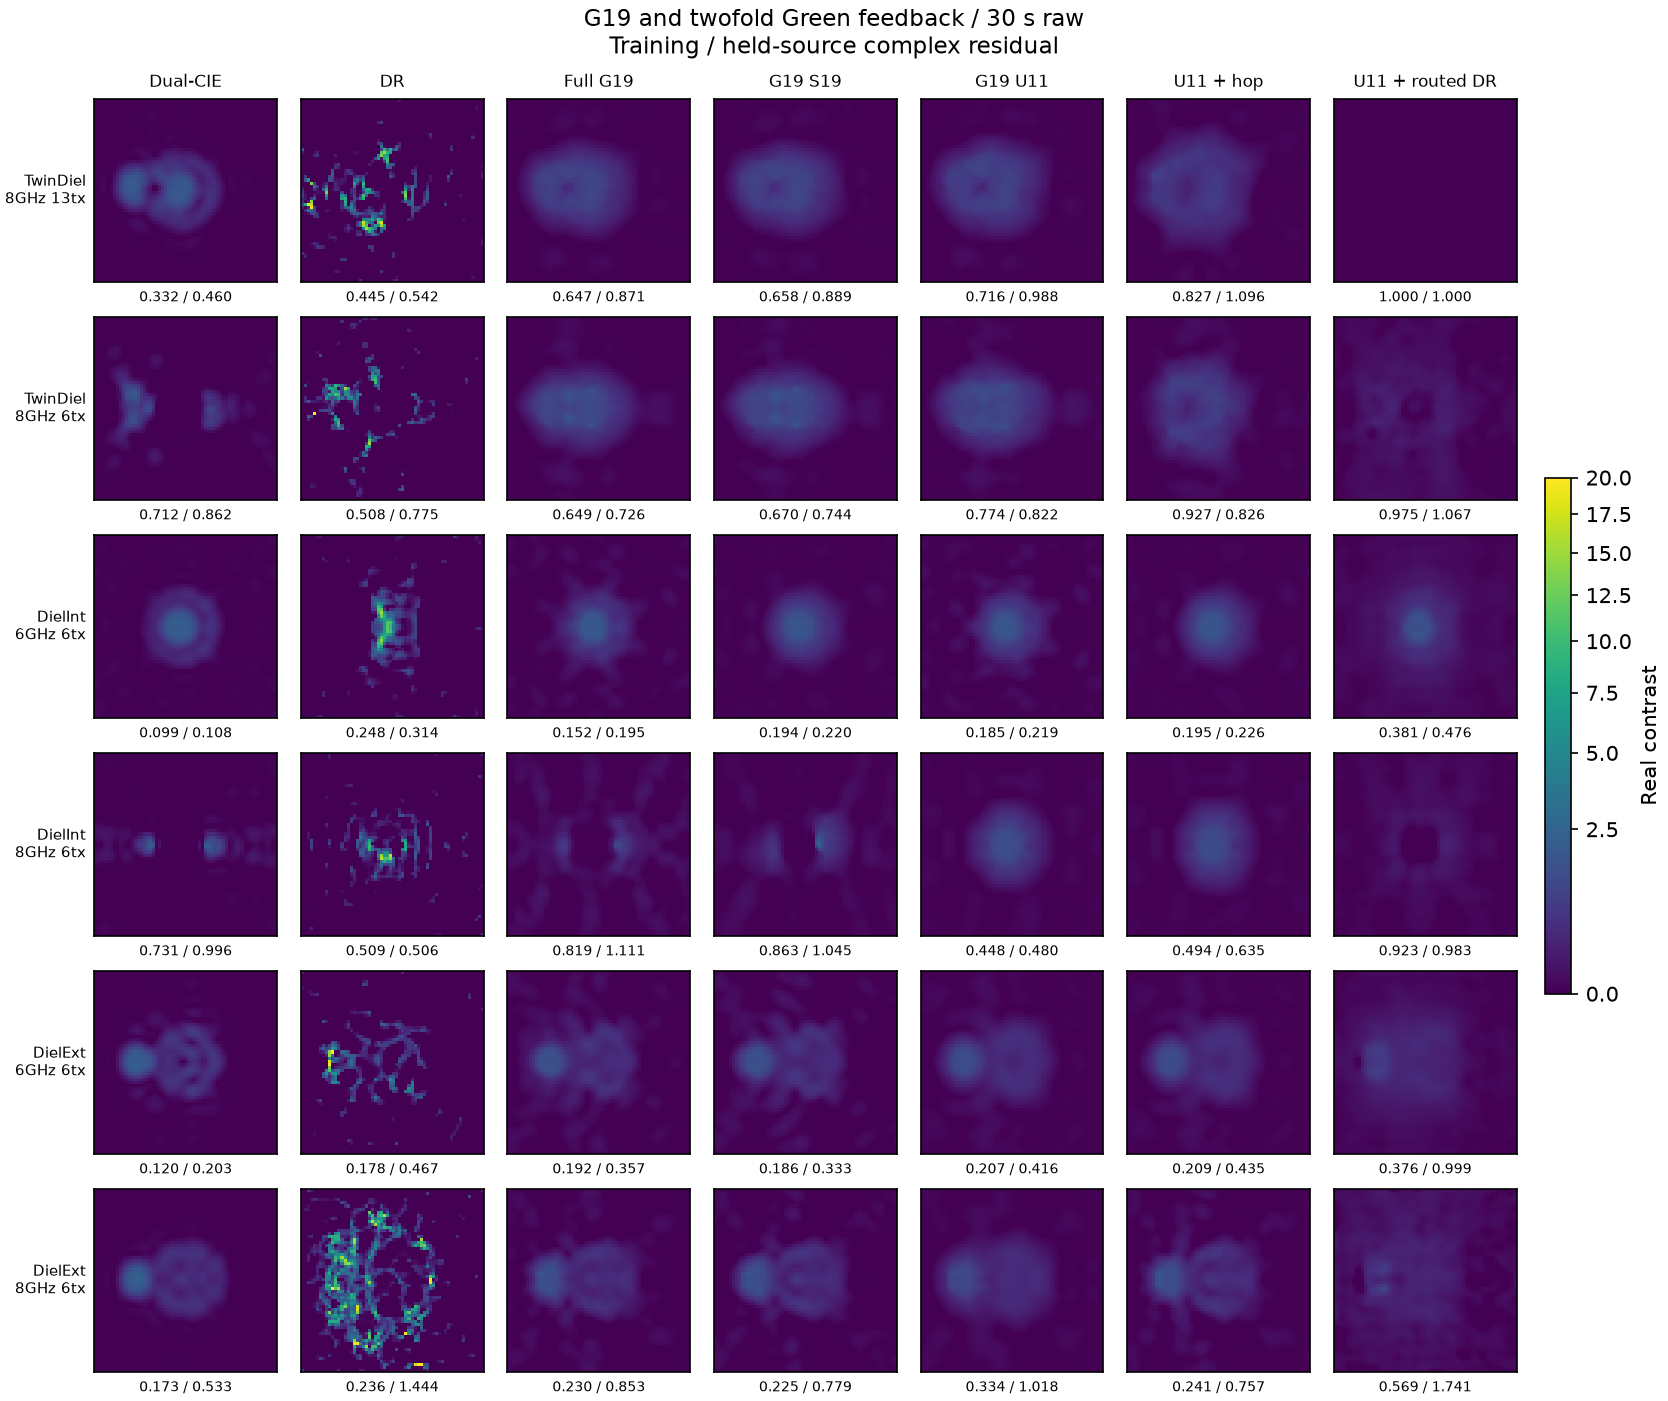 G19 and twofold Green feedback / 30 s raw
Training / held-source complex residual
Dual-CIE DR Full G19 G19 S19 G19 U11 U11 + hop U11 + routed DR
TwinDiel
8GHz 13tx
0.332 / 0.460 0.445 / 0.542 0.647 / 0.871 0.658 / 0.889 0.716 / 0.988 0.827 / 1.096 1.000 / 1.000
TwinDiel
8GHz 6tx
0.712 / 0.862 0.508 / 0.775 0.649 / 0.726 0.670 / 0.744 0.774 / 0.822 0.927 / 0.826 0.975 / 1.067
DielInt
6GHz 6tx
0.099 / 0.108 0.248 / 0.314 0.152 / 0.195 0.194 / 0.220 0.185 / 0.219 0.195 / 0.226 0.381 / 0.476
DielInt
8GHz 6tx
0.731 / 0.996 0.509 / 0.506 0.819 / 1.111 0.863 / 1.045 0.448 / 0.480 0.494 / 0.635 0.923 / 0.983
DielExt
6GHz 6tx
0.120 / 0.203 0.178 / 0.467 0.192 / 0.357 0.186 / 0.333 0.207 / 0.416 0.209 / 0.435 0.376 / 0.999
DielExt
8GHz 6tx
0.173 / 0.533 0.236 / 1.444 0.230 / 0.853 0.225 / 0.779 0.334 / 1.018 0.241 / 0.757 0.569 / 1.741
20.0
17.5
15.0
12.5
10.0
7.5
5.0
2.5
0.0
Real contrast